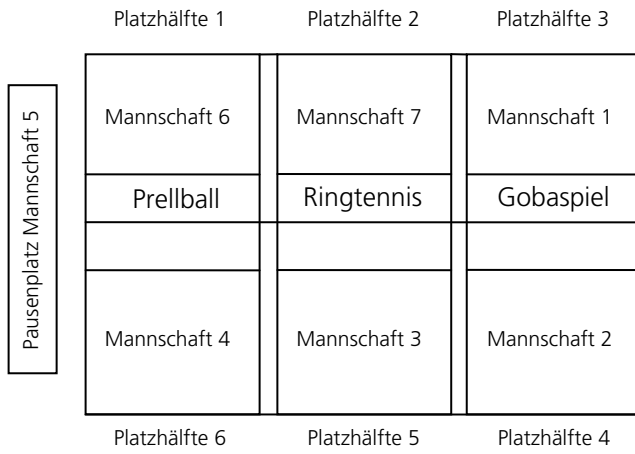 Platzhälfte 1 Platzhälfte 2 Platzhälfte 3
Pausenplatz Mannschaft 5
Mannschaft 6 Mannschaft 7 Mannschaft 1
Prellball Ringtennis Gobaspiel
Mannschaft 4 Mannschaft 3 Mannschaft 2
Platzhälfte 6 Platzhälfte 5 Platzhälfte 4